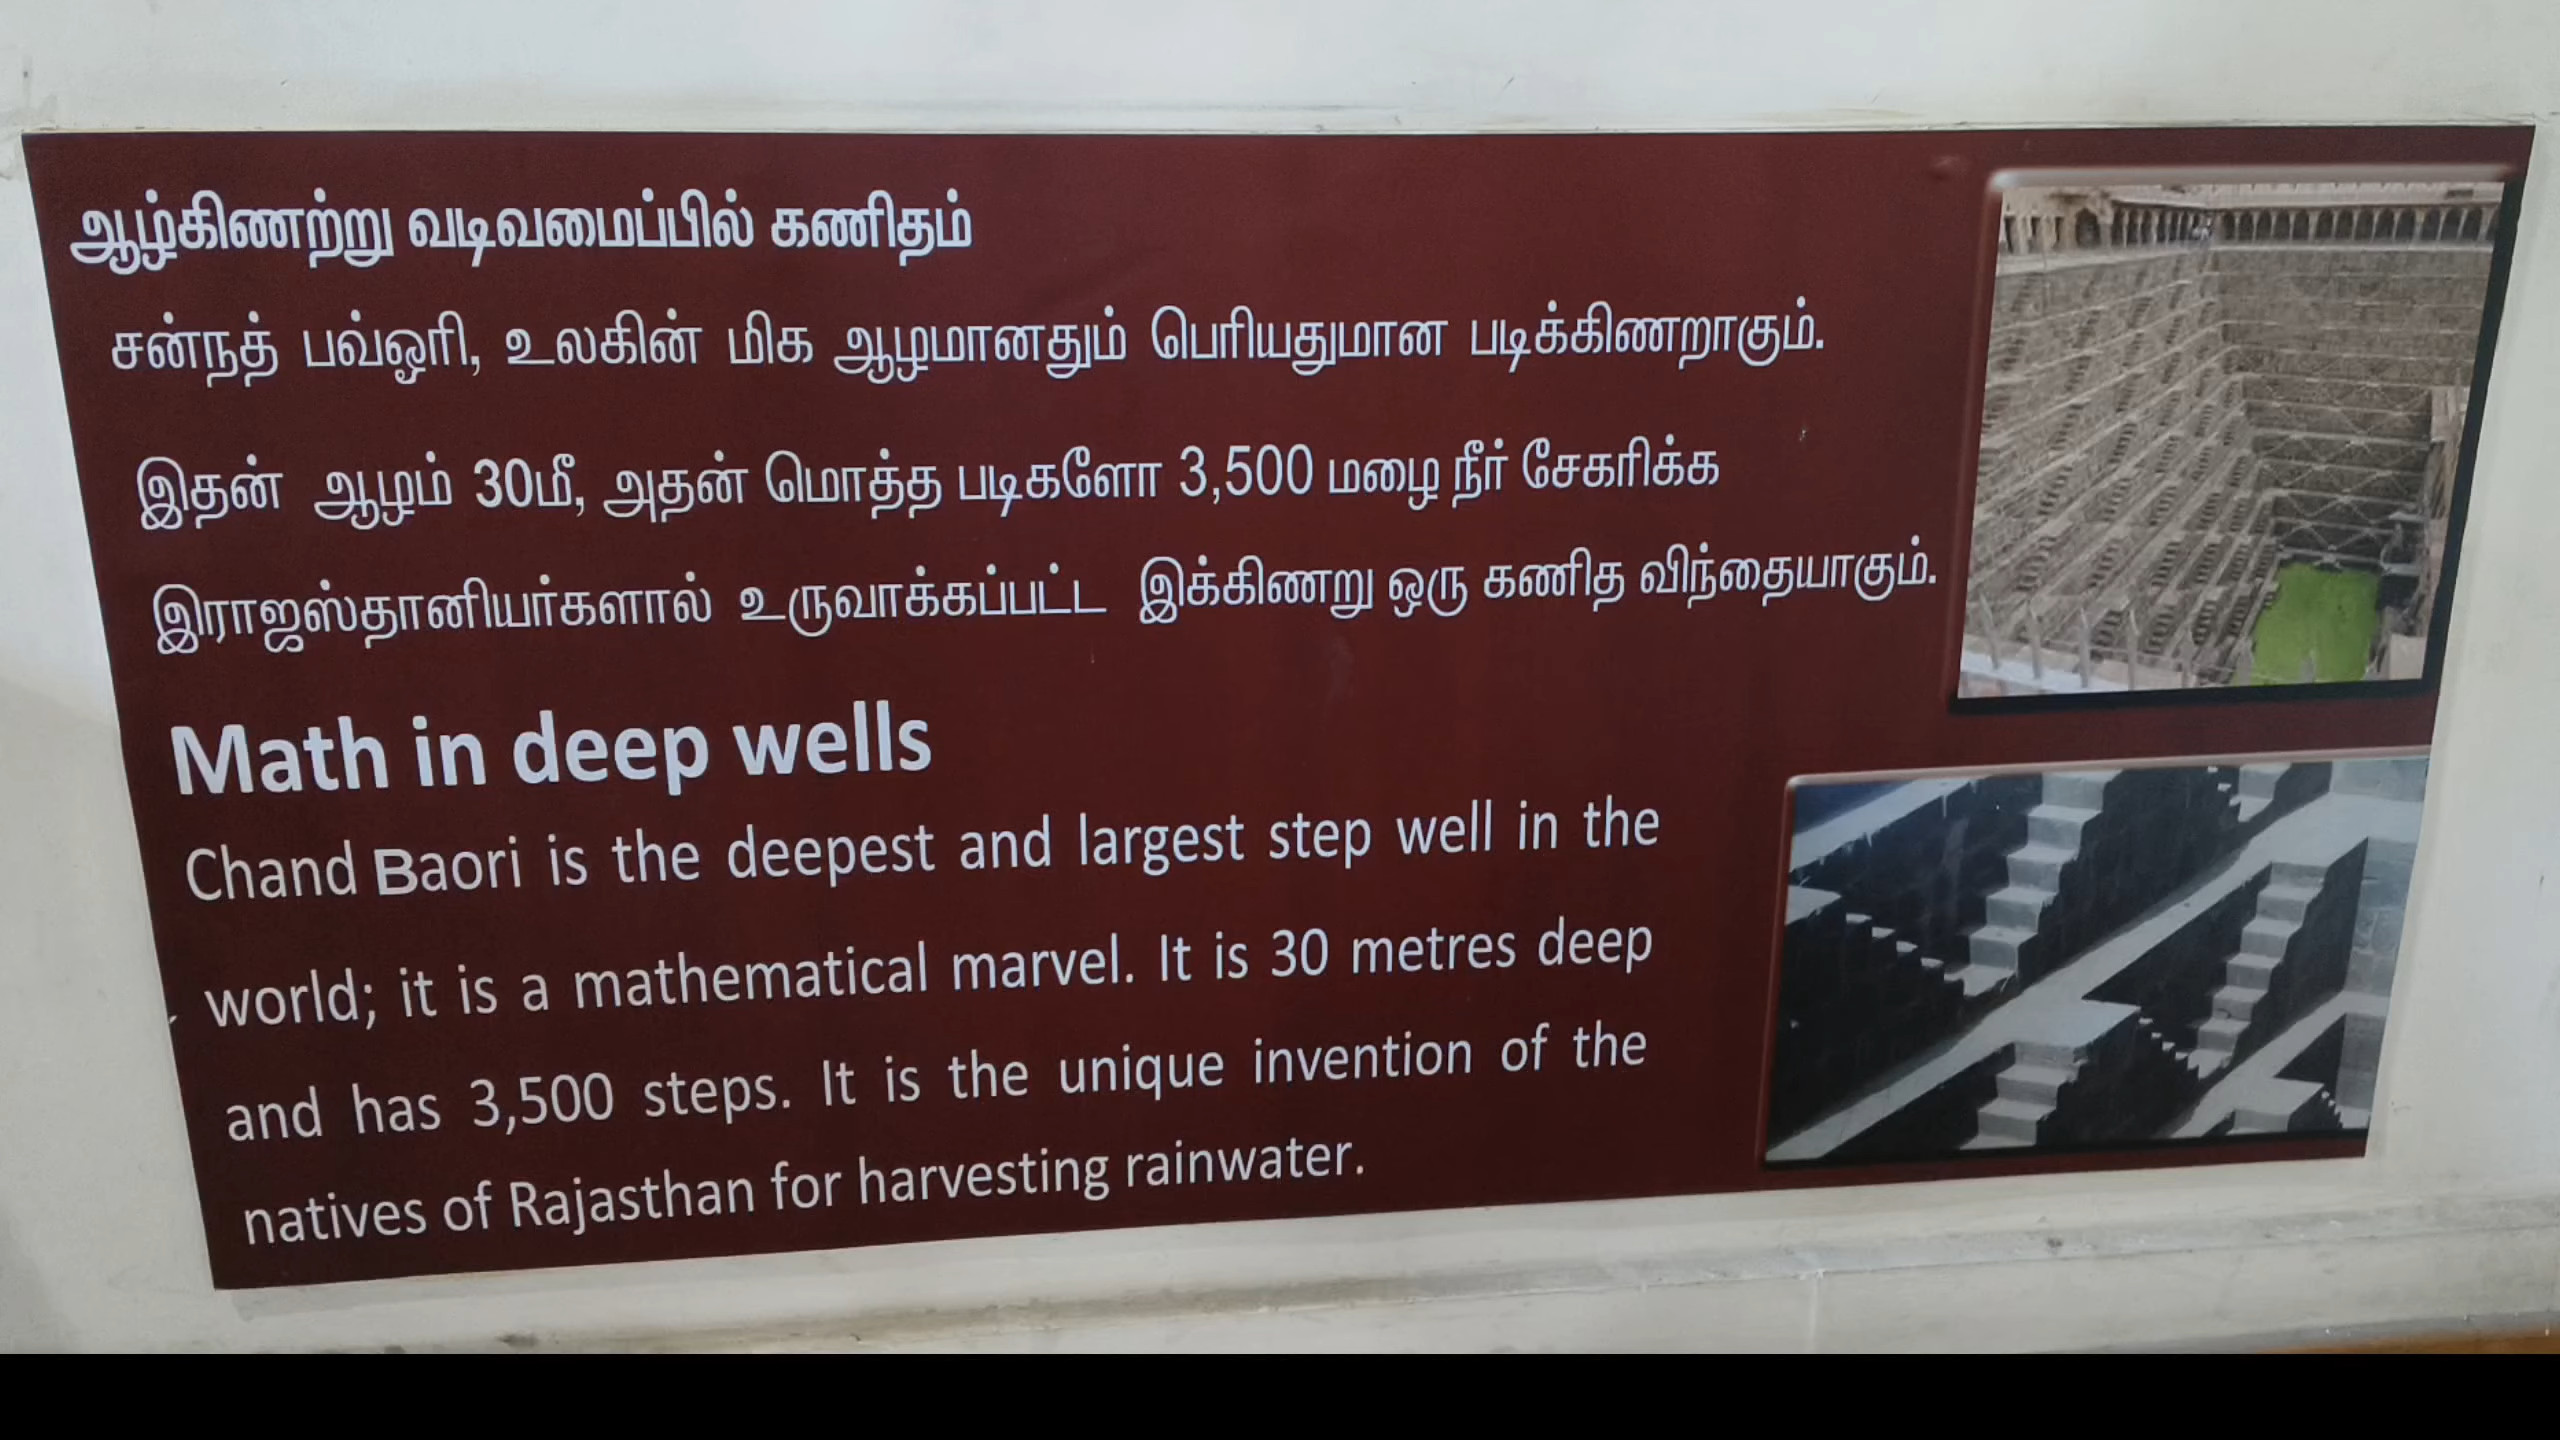 ஆழ்கிணற்று வடிவமைப்பில் கணிதம்
சன்நத் பவ்ஓரி, உலகின் மிக ஆழமானதும் பெரியதுமான படிக்கிணறாகும்.
இதன் ஆழம் 30மீ, அதன் மொத்த படிகளோ 3,500 மழை நீர் சேகரிக்க
இராஜஸ்தானியர்களால் உருவாக்கப்பட்ட இக்கிணறு ஒரு கணித விந்தையாகும்.
Math in deep wells
Chand Baori is the deepest and largest step well in the
world; it is a mathematical marvel. It is 30 metres deep
and has 3,500 steps. It is the unique invention of the
natives of Rajasthan for harvesting rainwater.